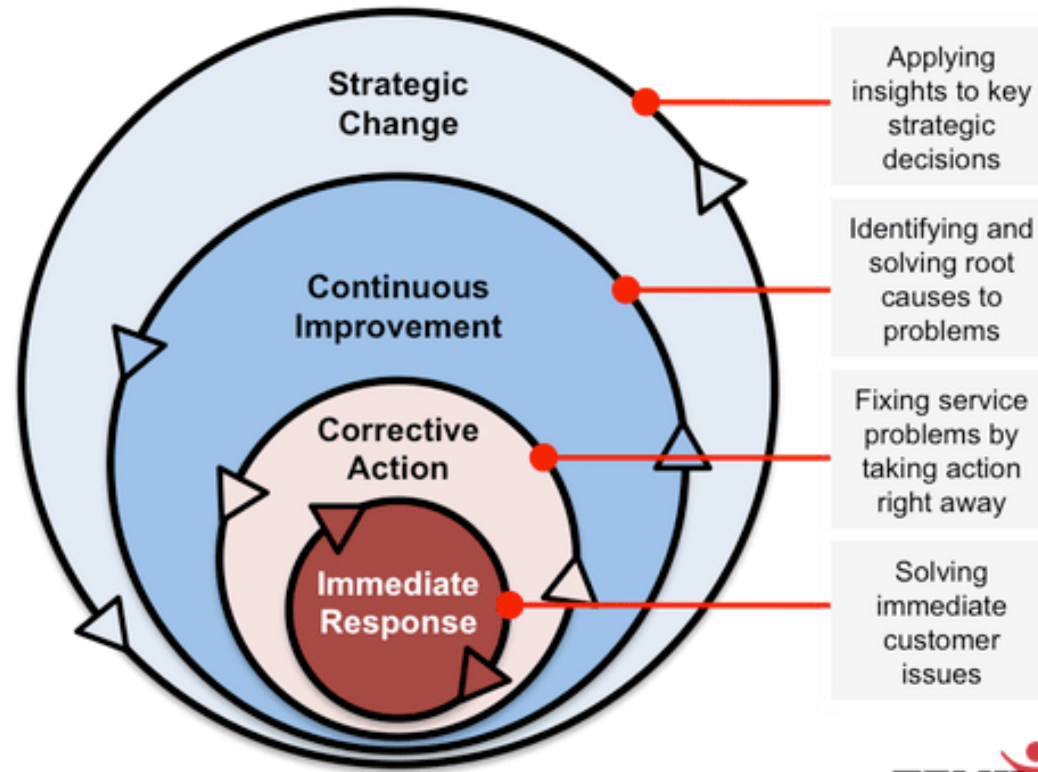 Strategic
Change
Continuous
Improvement
Corrective
Action
Immediate
Response
Applying
insights to key
strategic
decisions
Identifying and
solving root
causes to
problems
Fixing service
problems by
taking action
right away
Solving
immediate
customer
issues